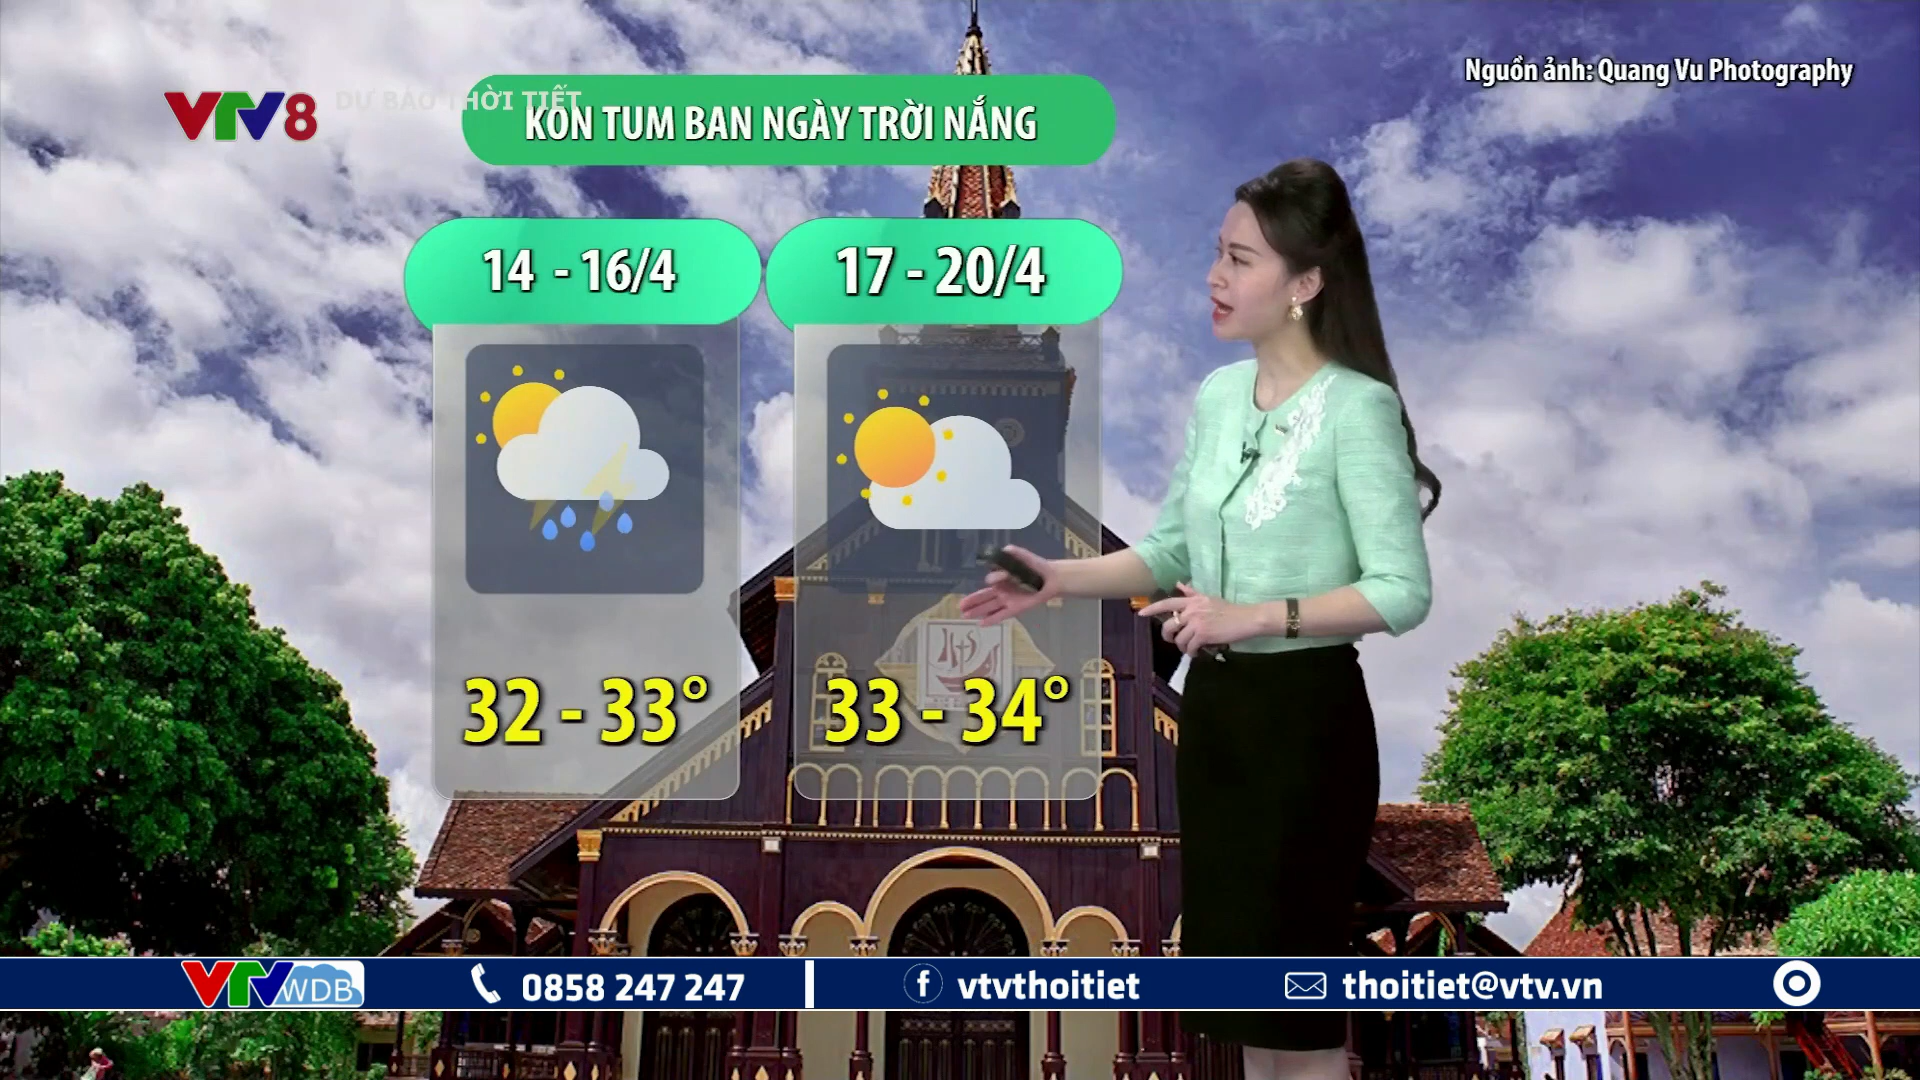 Nguồn ảnh: Quang Vu Photography
VTV8 DỰ BÁO THỜI TIẾT
KON TUM BAN NGÀY TRỜI NẮNG
14 - 16/4
17 - 20/4
32 - 33°
33 - 34°
VTV WDB
0858 247 247
vtvthoitiet
thoitiet@vtv.vn